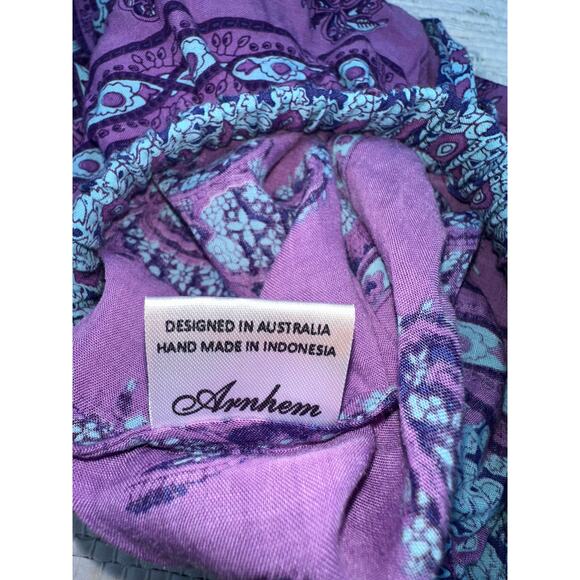 DESIGNED IN AUSTRALIA
HAND MADE IN INDONESIA
Arnhem